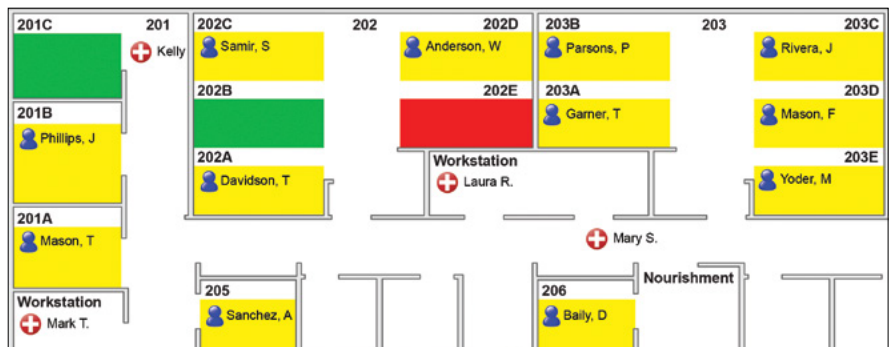 201C 201 202C 202 202D 203B 203 203C
Kelly Samir, S Anderson, W Parsons, P Rivera, J
201B 202B 202E 203A 203D
Phillips, J Garner, T Mason, F
202A Workstation 203E
Davidson, T Laura R. Yoder, M
201A
Mason, T Mary S.
Nourishment
Workstation 205 206
Mark T. Sanchez, A Baily, D